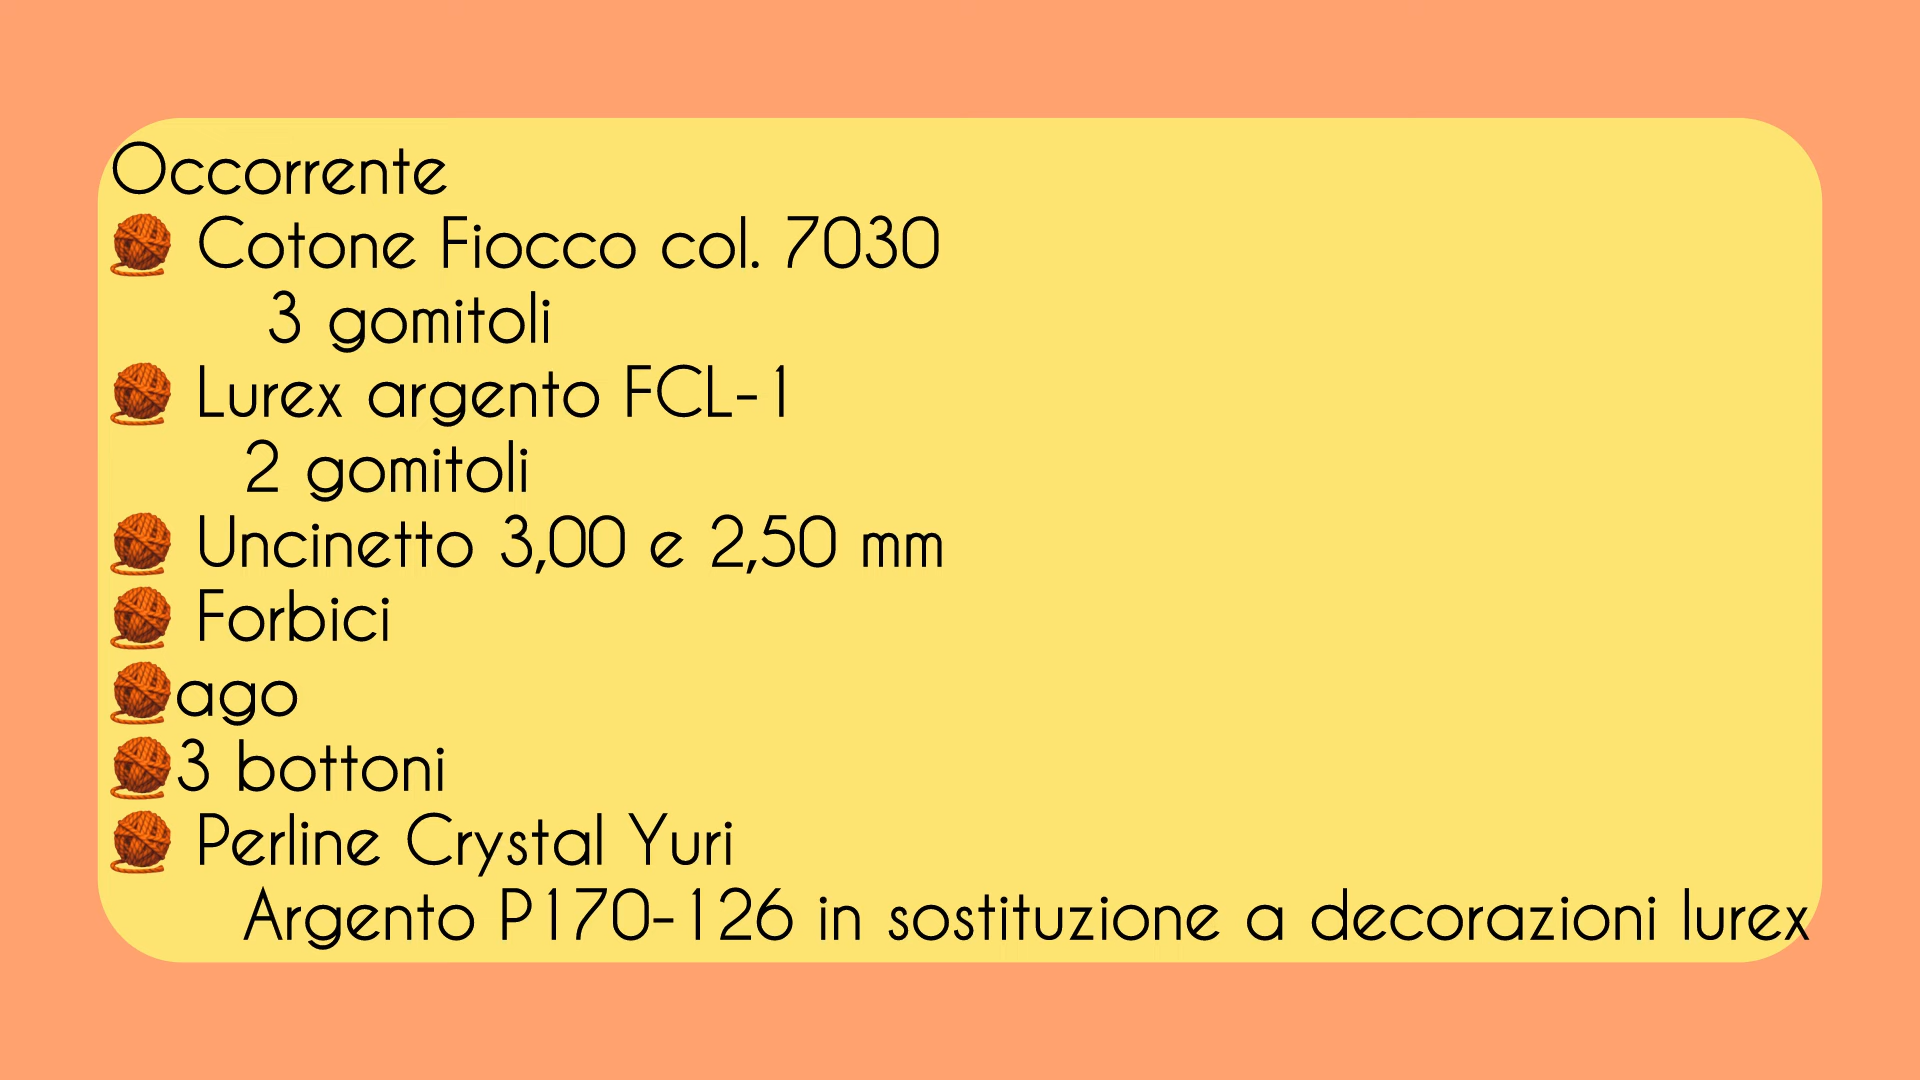 Occorrente
🧶 Cotone Fiocco col. 7030
3 gomitoli
🧶 Lurex argento FCL-1
2 gomitoli
🧶 Uncinetto 3,00 e 2,50 mm
🧶 Forbici
🧶ago
🧶3 bottoni
🧶 Perline Crystal Yuri
Argento P170-126 in sostituzione a decorazioni lurex